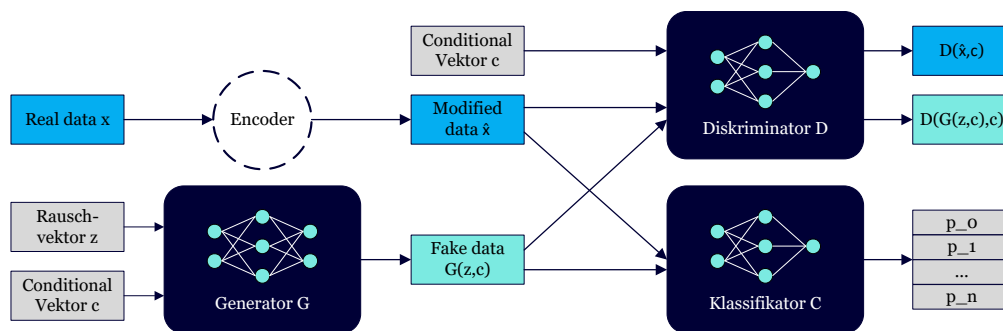 Conditional
Vektor c
Diskriminator D
D(x̂,c)
D(G(z,c),c)
Real data x
Encoder
Modified
data x̂
Rausch-
vektor z
Conditional
Vektor c
Generator G
Fake data
G(z,c)
Klassifikator C
p_0
p_1
...
p_n